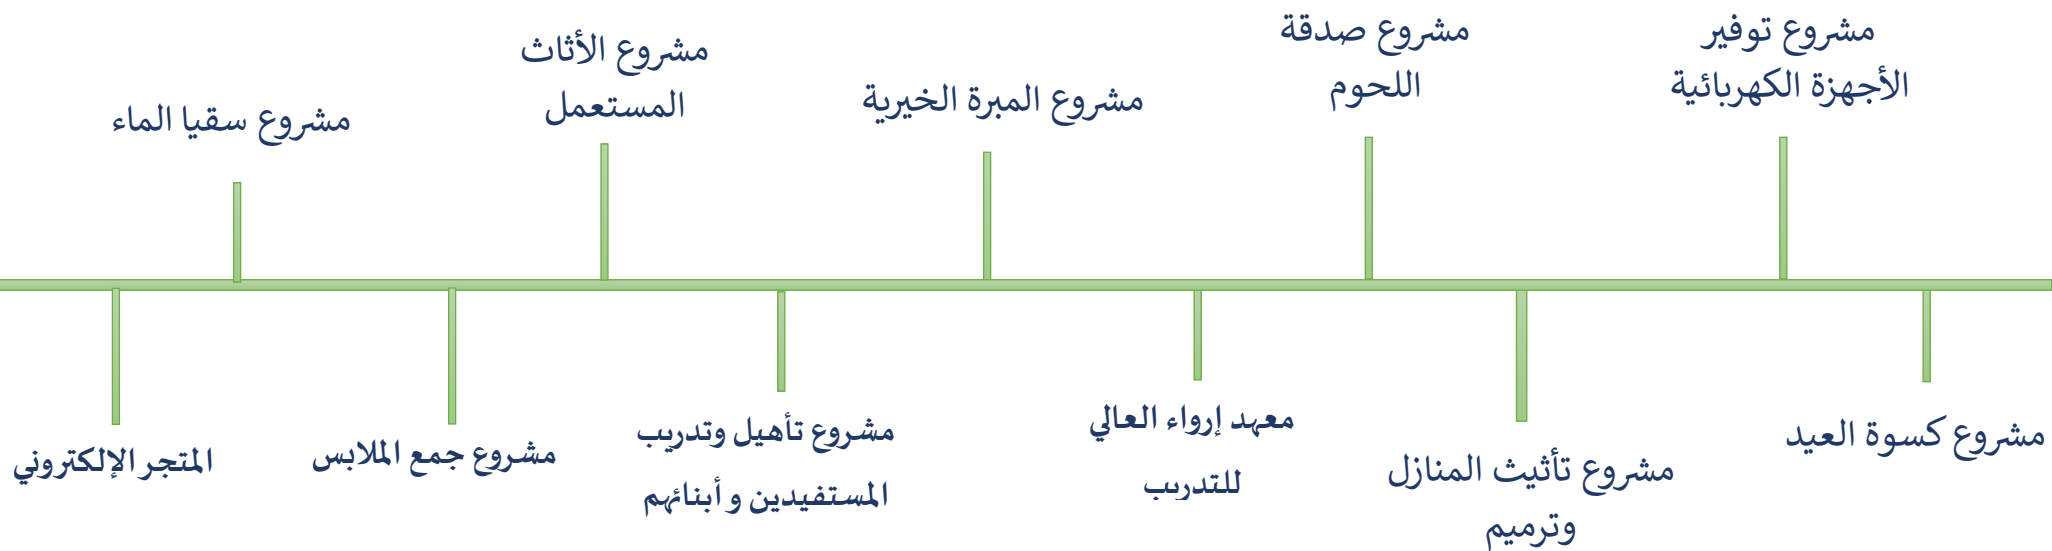 مشروع توفير
الأجهزة الكهربائية
مشروع صدقة
اللحوم
مشروع المبرة الخيرية
مشروع الأثاث
المستعمل
مشروع سقيا الماء
مشروع كسوة العيد
مشروع تأثيث المنازل
وترميم
معهد إرواء العالي
للتدريب
مشروع تأهيل وتدريب
المستفيدين وأبنائهم
مشروع جمع الملابس
المتجر الإلكتروني